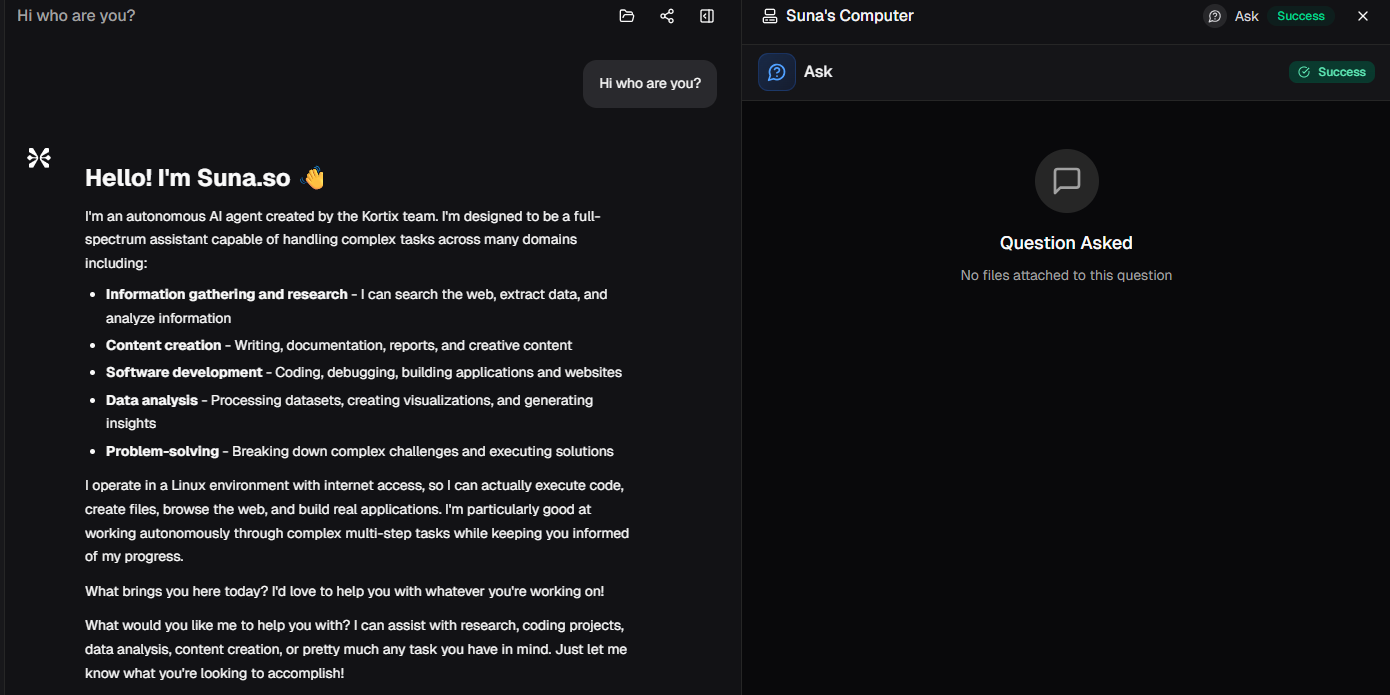 Hi who are you?
Hi who are you?
Hello! I'm Suna.so 👋
I'm an autonomous AI agent created by the Kortix team. I'm designed to be a full-
spectrum assistant capable of handling complex tasks across many domains
including:
• Information gathering and research - I can search the web, extract data, and
analyze information
• Content creation - Writing, documentation, reports, and creative content
• Software development - Coding, debugging, building applications and websites
• Data analysis - Processing datasets, creating visualizations, and generating
insights
• Problem-solving - Breaking down complex challenges and executing solutions
I operate in a Linux environment with internet access, so I can actually execute code,
create files, browse the web, and build real applications. I'm particularly good at
working autonomously through complex multi-step tasks while keeping you informed
of my progress.
What brings you here today? I'd love to help you with whatever you're working on!
What would you like me to help you with? I can assist with research, coding projects,
data analysis, content creation, or pretty much any task you have in mind. Just let me
know what you're looking to accomplish!
Suna's Computer
Ask Success
Ask
Success
Question Asked
No files attached to this question